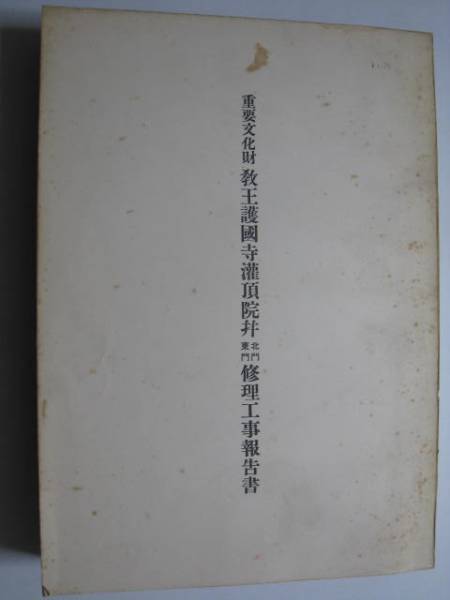 重要文化財 教王護國寺灌頂院幷北門東門修理工事報告書